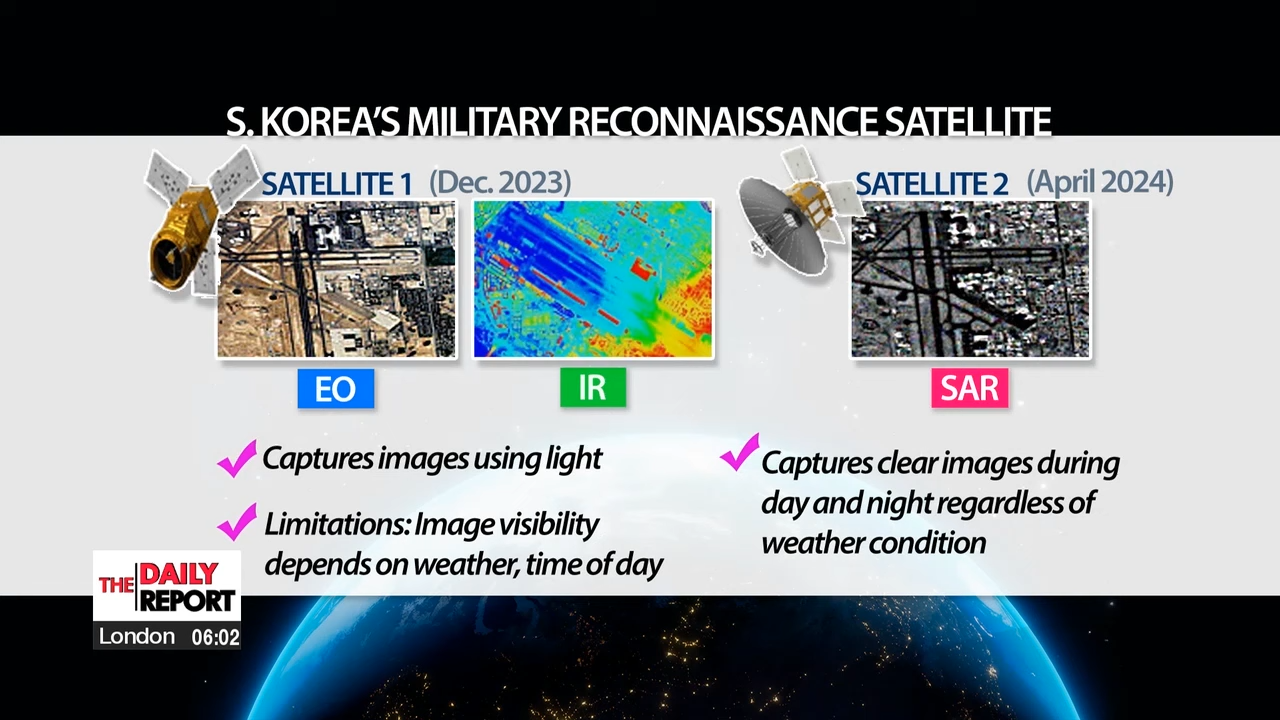 S. KOREA'S MILITARY RECONNAISSANCE SATELLITE
SATELLITE 1 (Dec. 2023)
EO
IR
Captures images using light
Limitations: Image visibility
depends on weather, time of day
SATELLITE 2 (April 2024)
SAR
Captures clear images during
day and night regardless of
weather condition
THE DAILY
REPORT
London 06:02